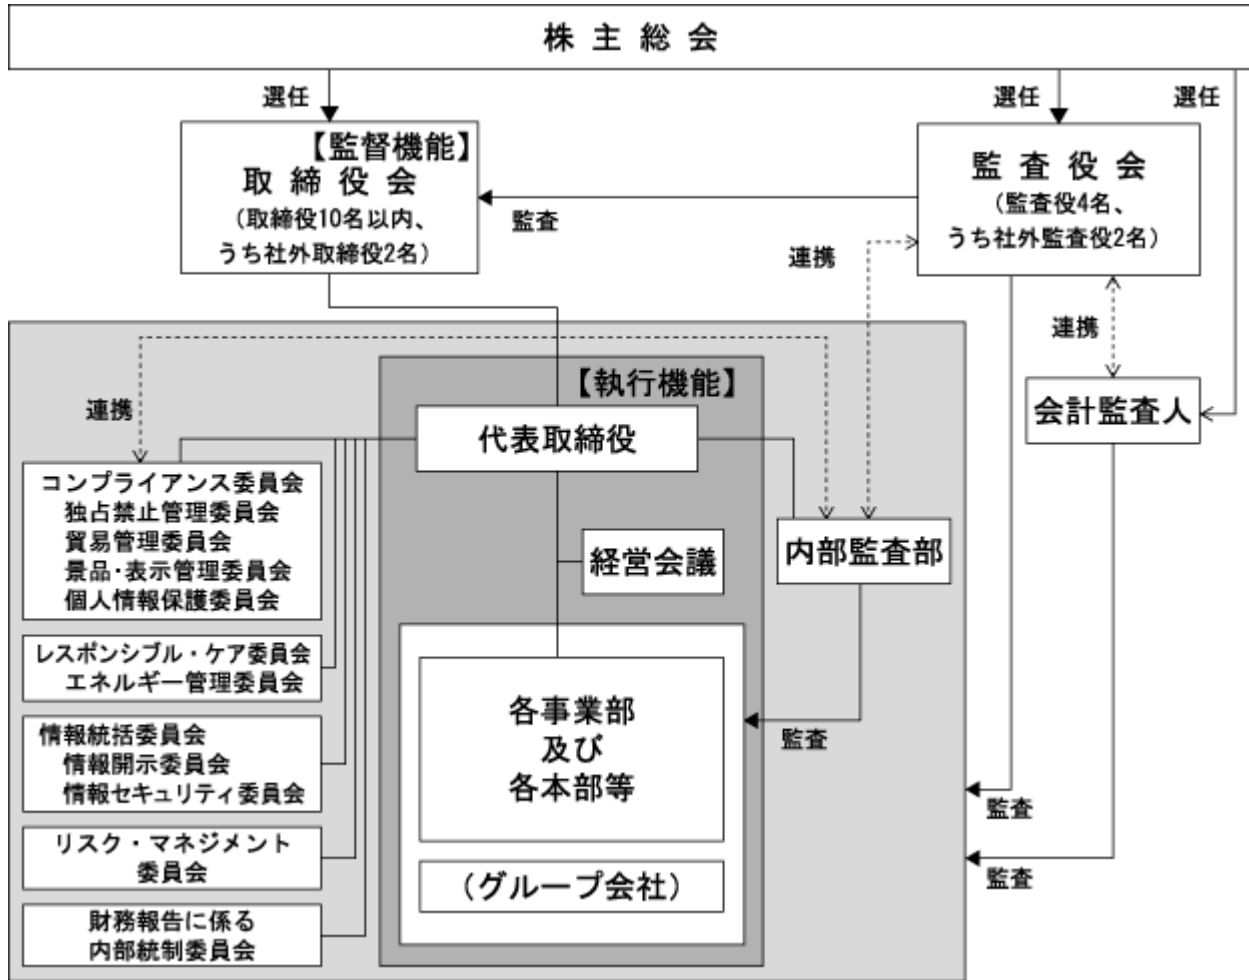 株主総会
選任
選任
選任
【監督機能】
取締役会
(取締役10名以内、
うち社外取締役2名)
監査
監査役会
(監査役4名、
うち社外監査役2名)
連携
連携
会計監査人
【執行機能】
代表取締役
連携
コンプライアンス委員会
独占禁止管理委員会
貿易管理委員会
景品・表示管理委員会
個人情報保護委員会
経営会議
内部監査部
レスポンシブル・ケア委員会
エネルギー管理委員会
情報統括委員会
情報開示委員会
情報セキュリティ委員会
各事業部
及び
各本部等
監査
監査
リスク・マネジメント
委員会
(グループ会社)
監査
財務報告に係る
内部統制委員会